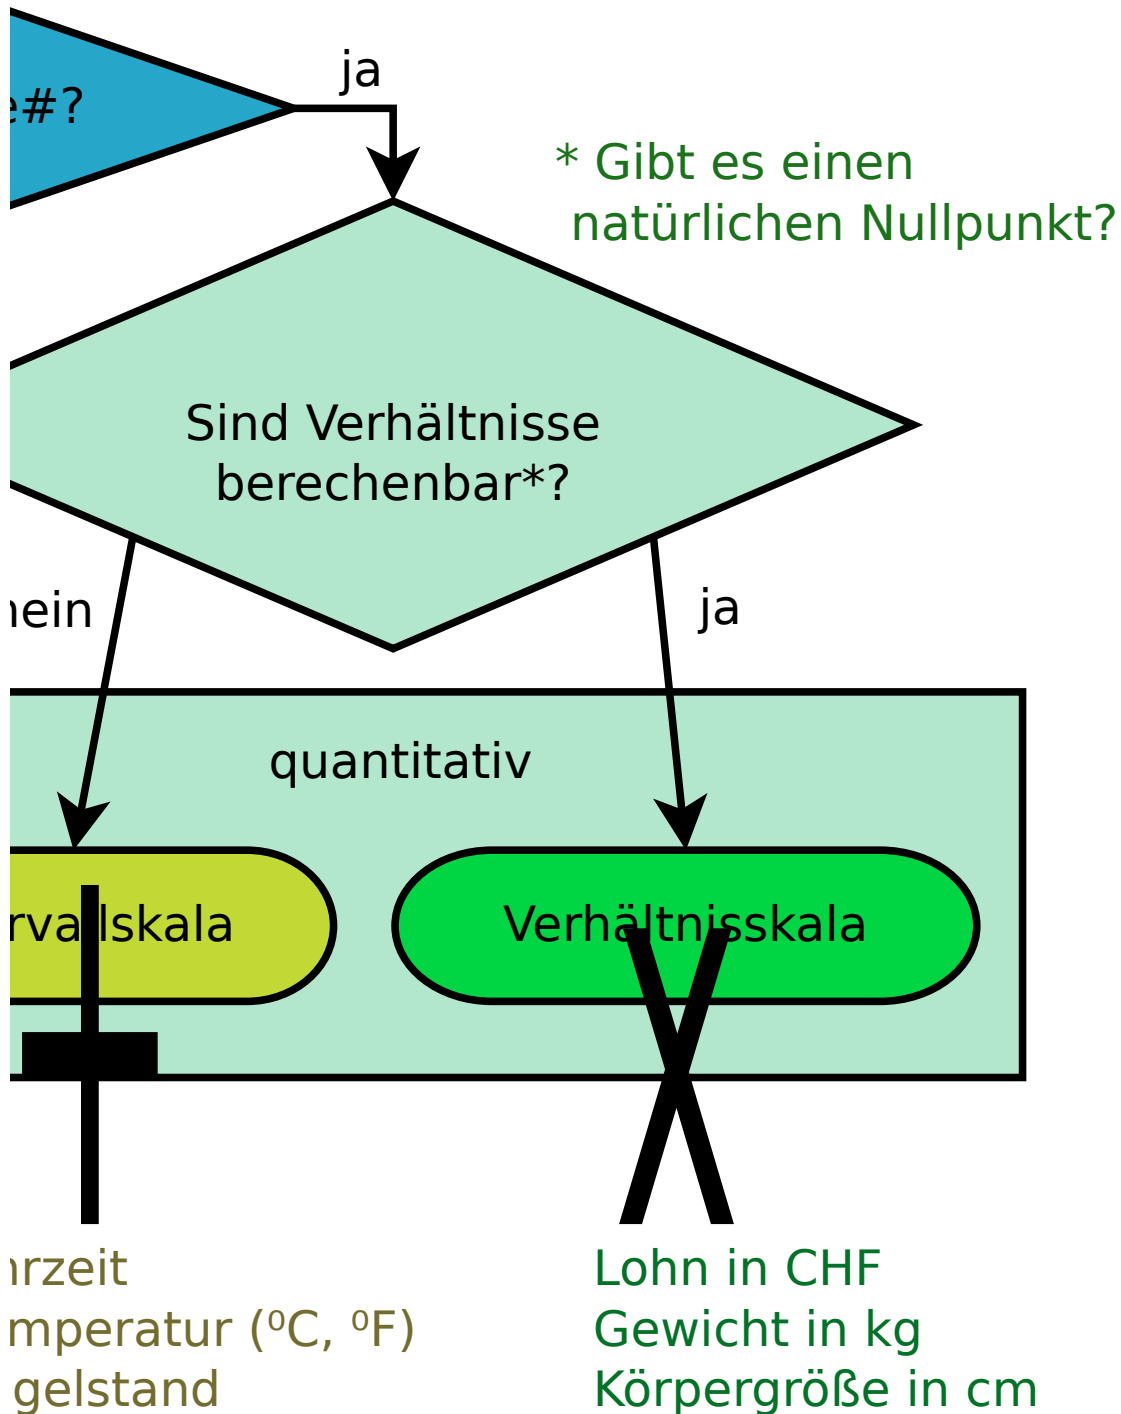 ja
e#?
* Gibt es einen
natürlichen Nullpunkt?
Sind Verhältnisse
berechenbar*?
nein
ja
quantitativ
rvallskala
Verhältnisskala
hrzeit
mperatur (⁰C, ⁰F)
gelstand
Lohn in CHF
Gewicht in kg
Körpergröße in cm